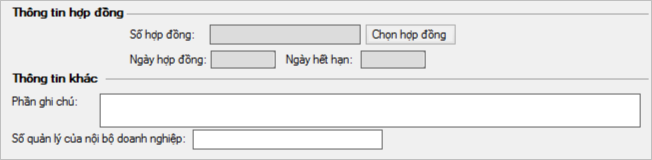 Thông tin hợp đồng
Số hợp đồng: Chọn hợp đồng
Ngày hợp đồng: Ngày hết hạn:
Thông tin khác
Phần ghi chú:
Số quản lý của nội bộ doanh nghiệp: